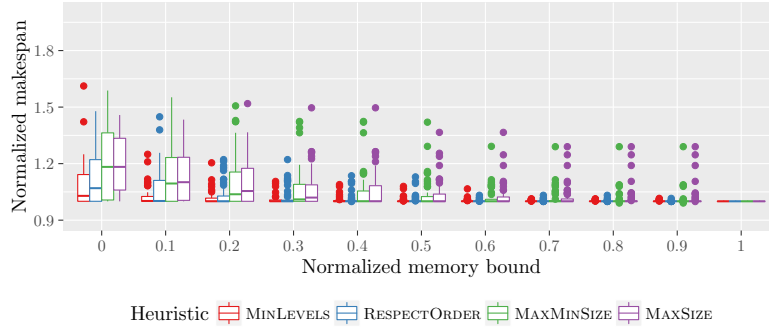 Normalized makespan
1.8
1.5
1.2
0.9
0 0.1 0.2 0.3 0.4 0.5 0.6 0.7 0.8 0.9 1
Normalized memory bound
Heuristic MINLEVELS RESPECTORDER MAXMINSIZE MAXSIZE